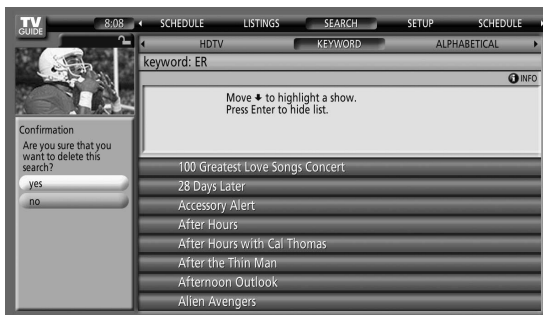 TV GUIDE
8:08
SCHEDULE LISTINGS SEARCH SETUP SCHEDULE
HDTV KEYWORD ALPHABETICAL
keyword: ER
i INFO
Move ↓ to highlight a show.
Press Enter to hide list.
Confirmation
Are you sure that you
want to delete this
search?
yes
no
100 Greatest Love Songs Concert
28 Days Later
Accessory Alert
After Hours
After Hours with Cal Thomas
After the Thin Man
Afternoon Outlook
Alien Avengers